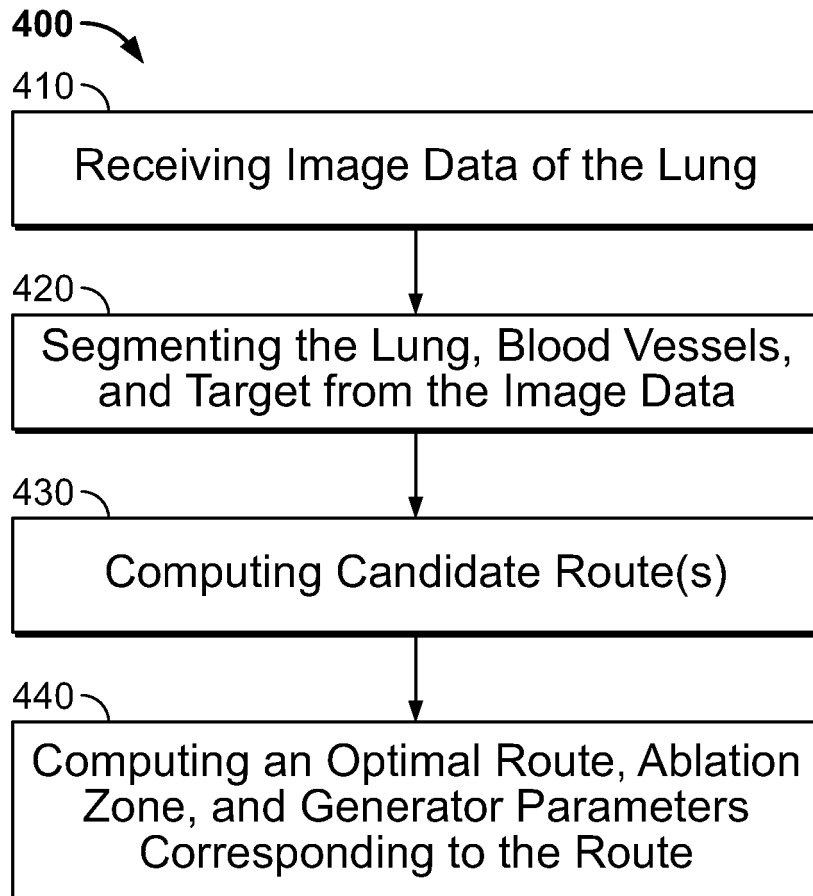 400
410
Receiving Image Data of the Lung
420
Segmenting the Lung, Blood Vessels,
and Target from the Image Data
430
Computing Candidate Route(s)
440
Computing an Optimal Route, Ablation
Zone, and Generator Parameters
Corresponding to the Route